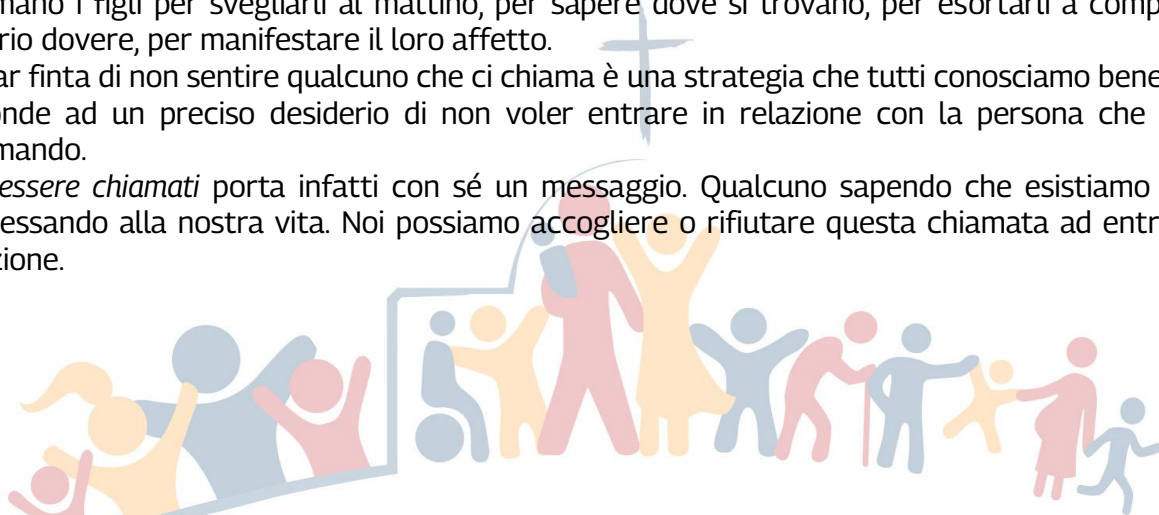 mano i figli per svegliarli al mattino, per sapere dove si trovano, per esortarli a comp
rio dovere, per manifestare il loro affetto.
ar finta di non sentire qualcuno che ci chiama è una strategia che tutti conosciamo bene
onde ad un preciso desiderio di non voler entrare in relazione con la persona che
mando.
essere chiamati porta infatti con sé un messaggio. Qualcuno sapendo che esistiamo
essando alla nostra vita. Noi possiamo accogliere o rifiutare questa chiamata ad entr
zione.